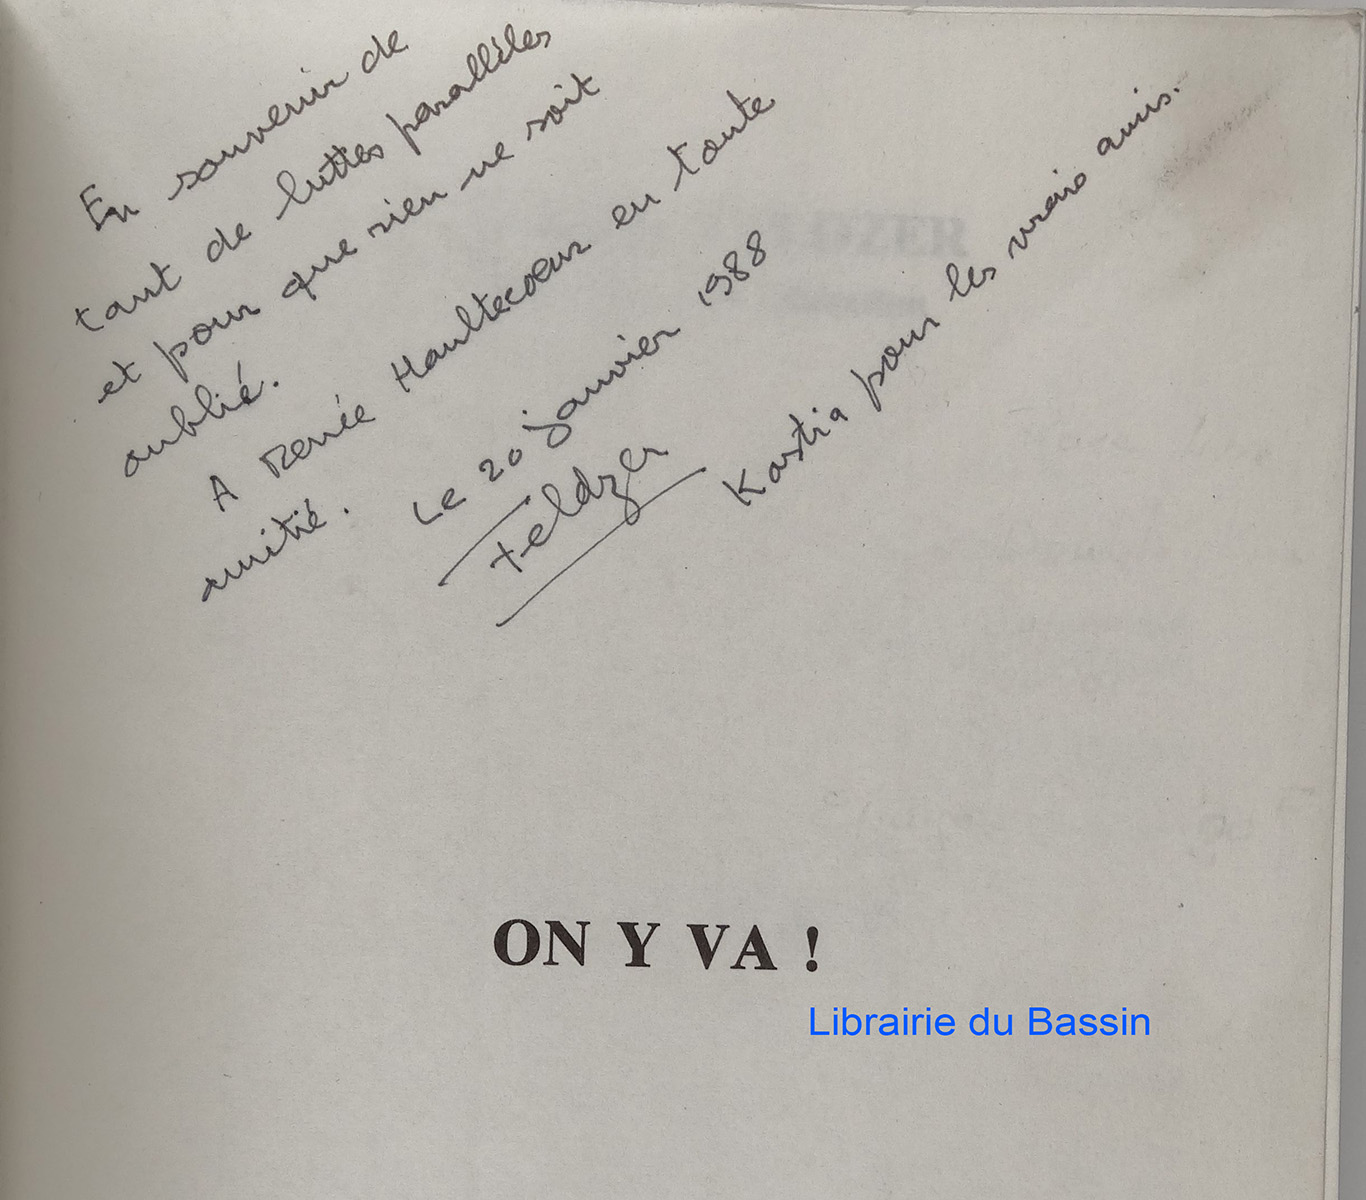 En souvenir de
tant de luttes parallèles
et pour que rien ne soit
oublié.
A Renée Haultecoeur en toute
amitié. Le 20 janvier 1988
Feldzer
Kostia pour les vrais amis.
DZER
ON Y VA !
Librairie du Bassin